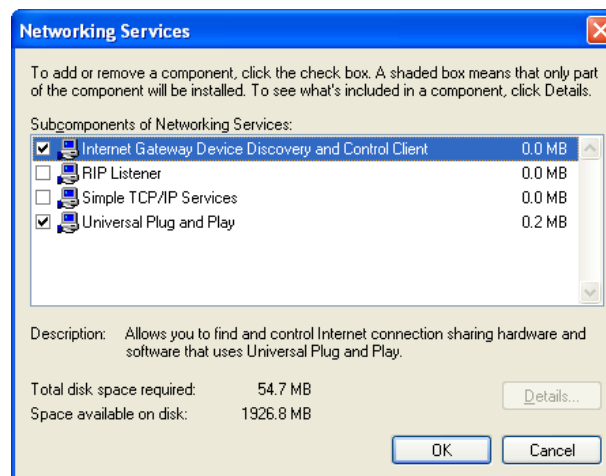 Networking Services
To add or remove a component, click the check box. A shaded box means that only part
of the component will be installed. To see what's included in a component, click Details.
Subcomponents of Networking Services:
Internet Gateway Device Discovery and Control Client 0.0 MB
RIP Listener 0.0 MB
Simple TCP/IP Services 0.0 MB
Universal Plug and Play 0.2 MB
Description: Allows you to find and control Internet connection sharing hardware and
software that uses Universal Plug and Play.
Total disk space required: 54.7 MB
Details...
Space available on disk: 1926.8 MB
OK Cancel